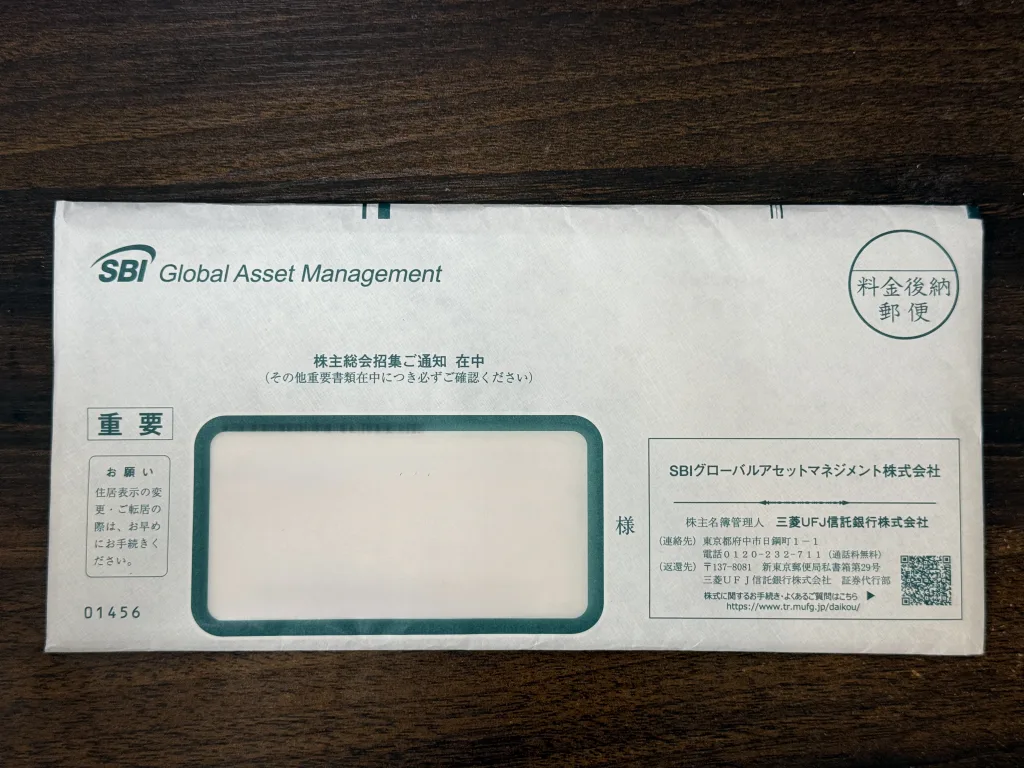 SBI Global Asset Management
料金後納
郵便
株主総会招集ご通知 在中
(その他重要書類在中につき必ずご確認ください)
重要
お願い
住居表示の変
更・ご転居の
際は、お早め
にお手続きく
ださい。
01456
様
SBIグローバルアセットマネジメント株式会社
株主名簿管理人 三菱UFJ信託銀行株式会社
(連絡先) 東京都府中市日鋼町1-1
電話0120-232-711(通話料無料)
(返還先) 〒137-8081 新東京郵便局私書箱第29号
三菱UFJ信託銀行株式会社 証券代行部
株式に関するお手続き・よくあるご質問はこちら ▶
https://www.tr.mufg.jp/daikou/